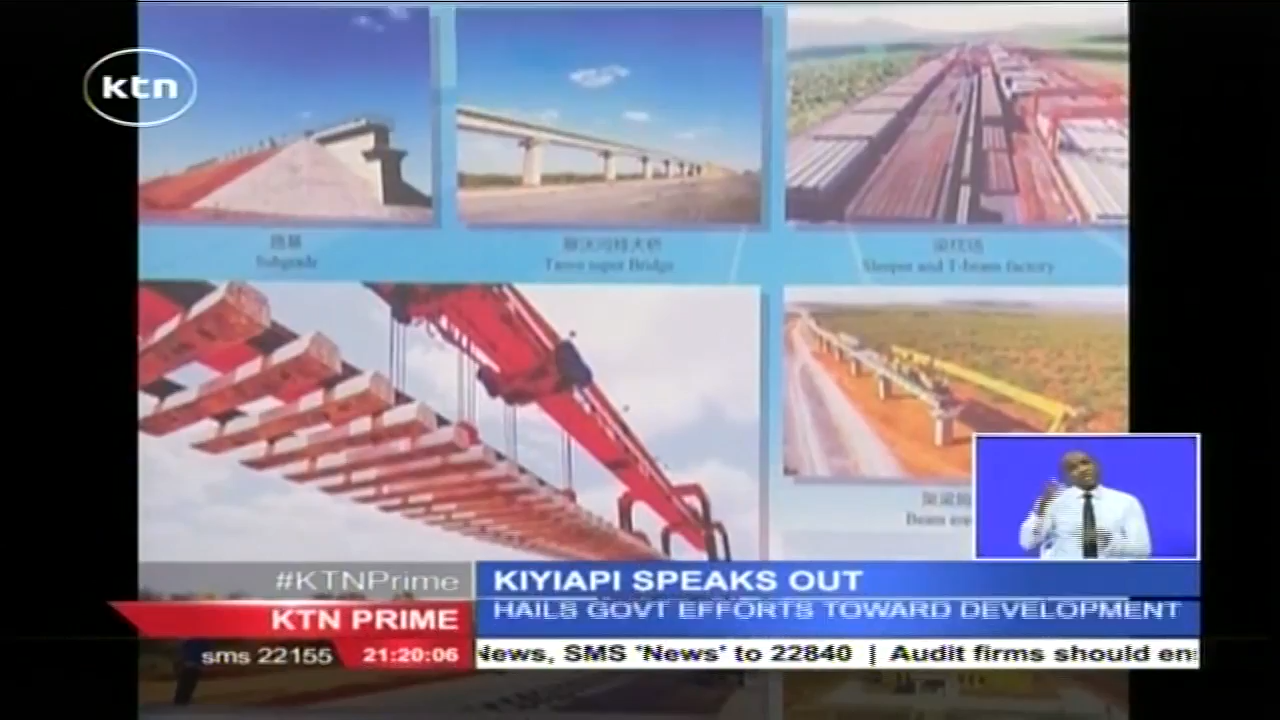 ktn
Subgrade
Tsavo super Bridge
Sleeper and T-beam factory
Beam
#KTNPrime
KIYIAPI SPEAKS OUT
KTN PRIME
HAILS GOVT EFFORTS TOWARD DEVELOPMENT
sms 22155
21:20:06
News, SMS 'News' to 22840 | Audit firms should en